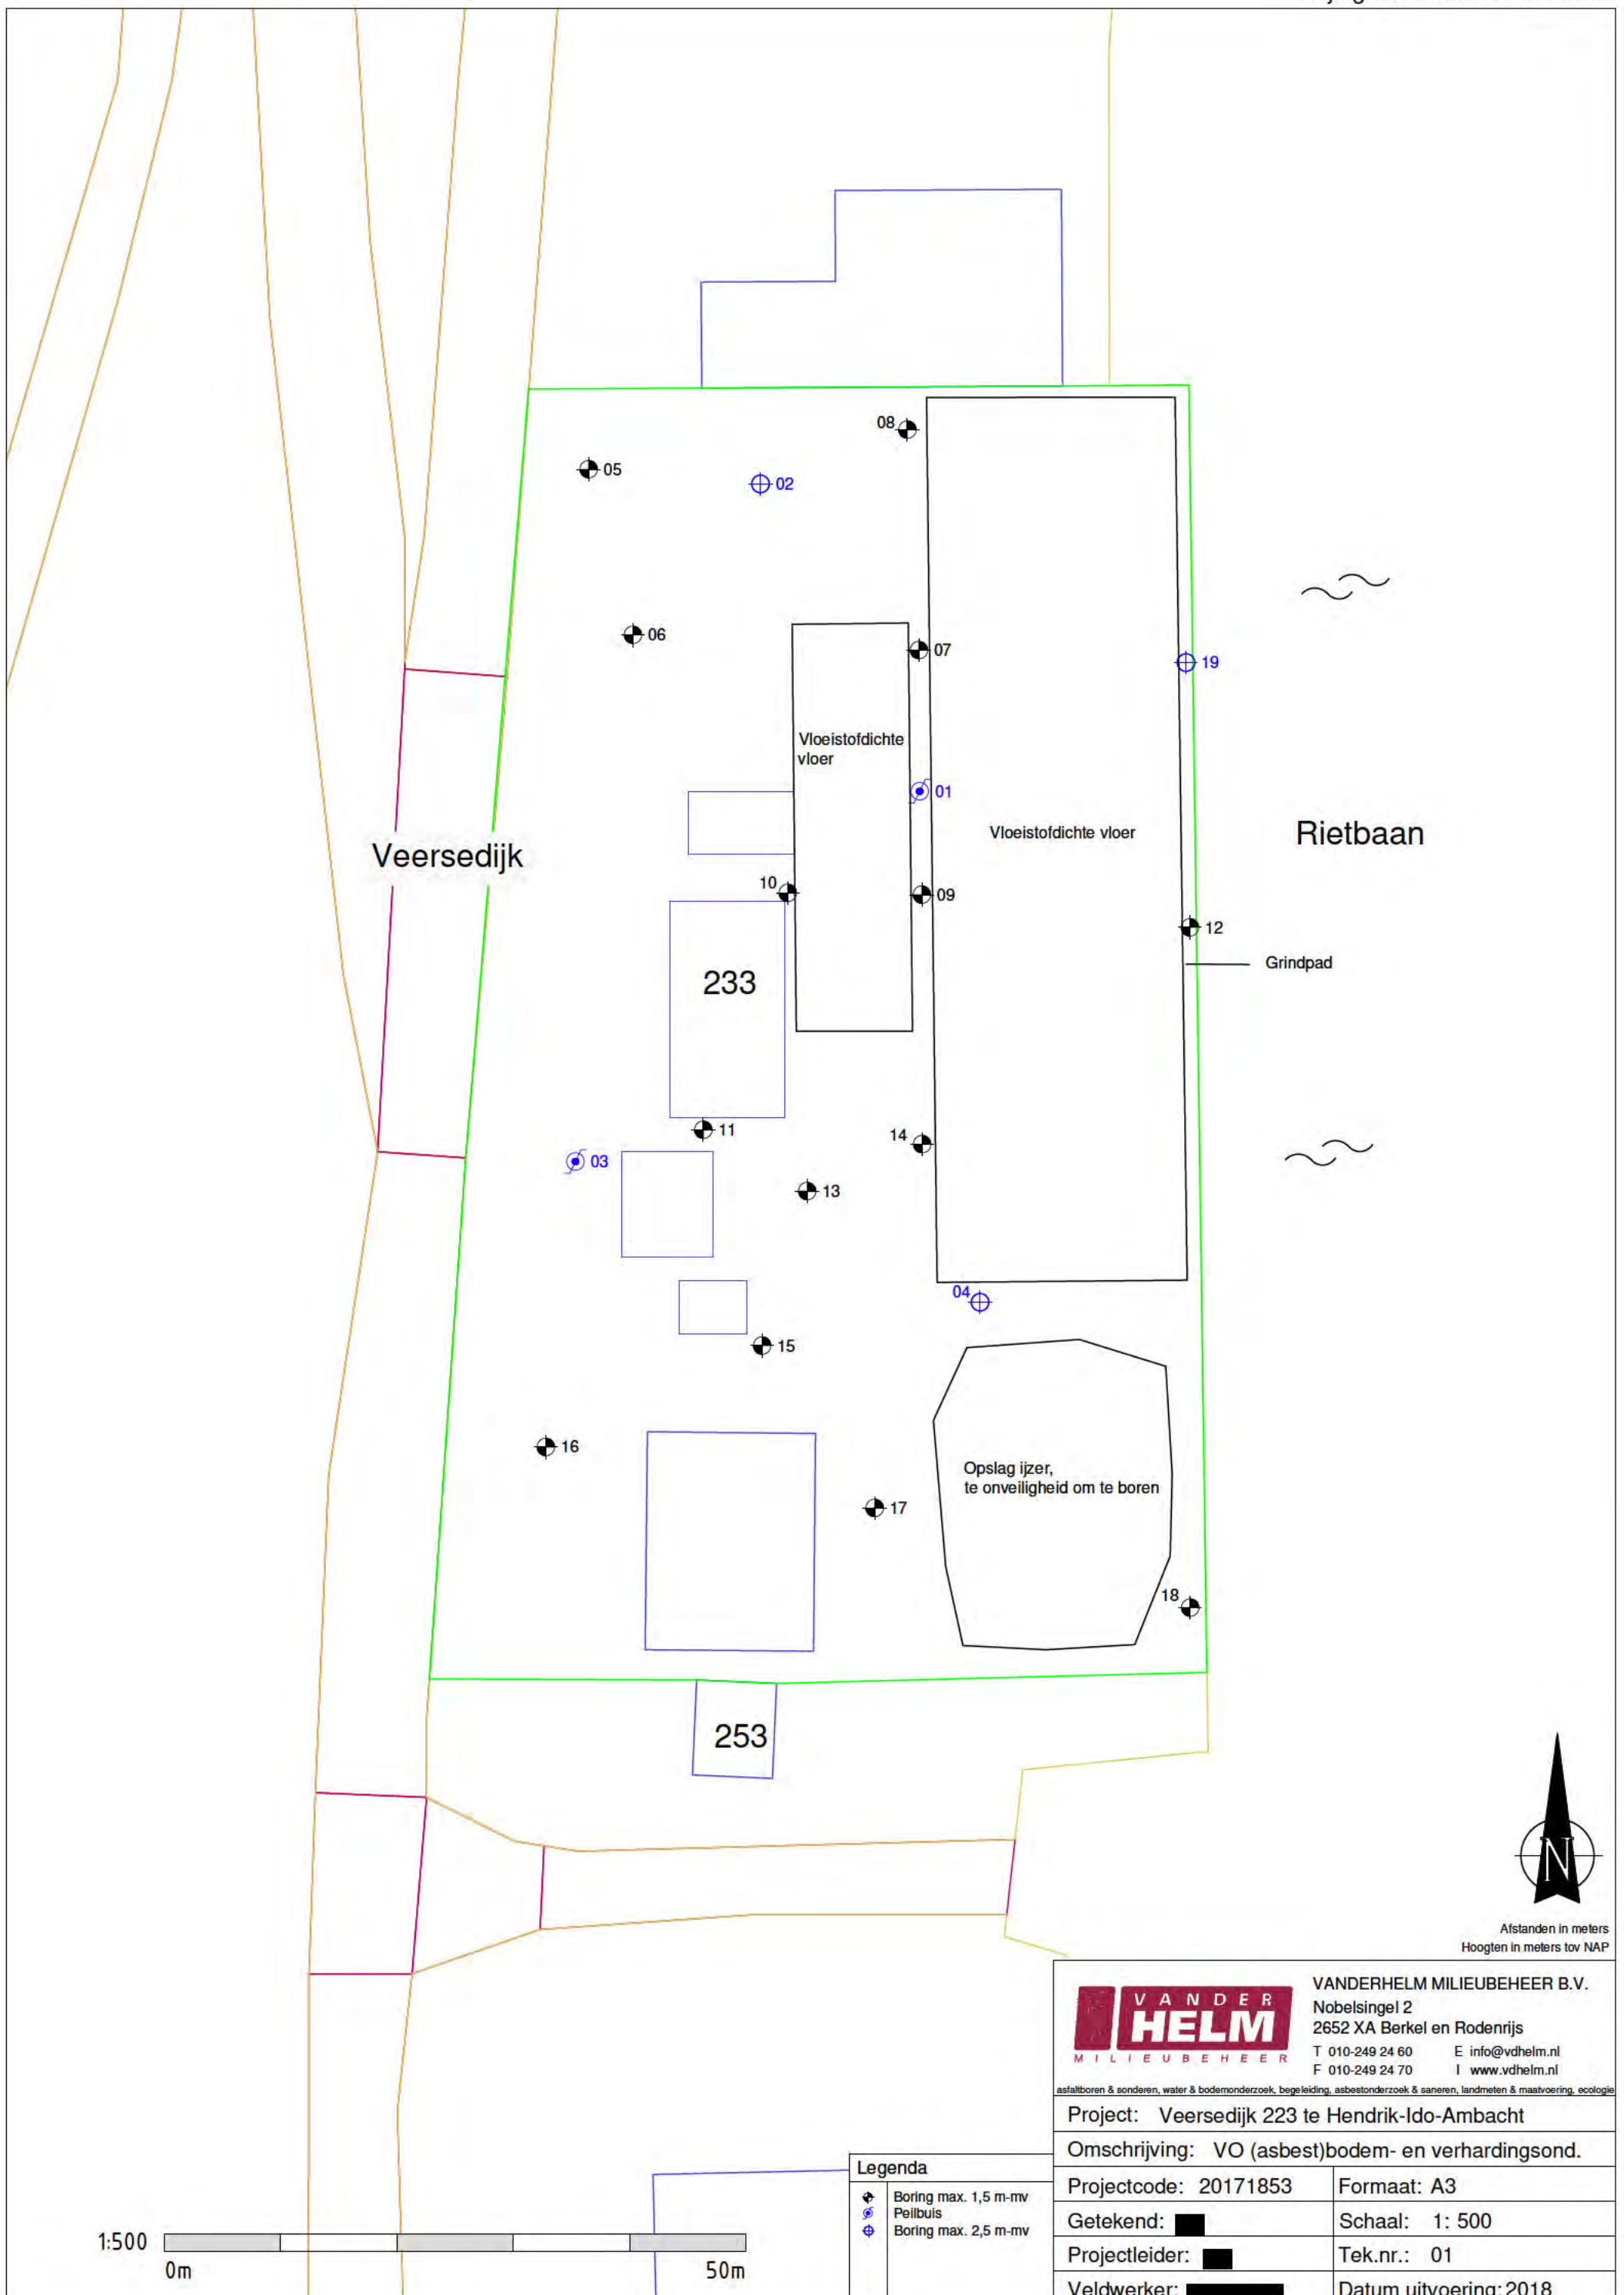 08
05
02
06
07
19
Vloeistofdichte
vloer
01
Vloeistofdichte vloer
Rietbaan
Veersedijk
10
09
12
Grindpad
233
11
14
03
13
04
15
16
Opslag ijzer,
te onveiligheid om te boren
17
18
253
N
Afstanden in meters
Hoogten in meters tov NAP
VANDER
HELM
MILIEUBEHEER
VANDERHELM MILIEUBEHEER B.V.
Nobelsingel 2
2652 XA Berkel en Rodenrijs
T 010-249 24 60 E info@vdhelm.nl
F 010-249 24 70 I www.vdhelm.nl
asfaltboren & sonderen, water & bodemonderzoek, begeleiding, asbestonderzoek & saneren, landmeten & maatvoering, ecologie
Project: Veersedijk 223 te Hendrik-Ido-Ambacht
Omschrijving: VO (asbest)bodem- en verhardingsond.
Projectcode: 20171853 Formaat: A3
Getekend: Schaal: 1: 500
Projectleider: Tek.nr.: 01
Veldwerker: Datum uitvoering: 2018
Legenda
Boring max. 1,5 m-mv
Peilbuis
Boring max. 2,5 m-mv
1:500
0m 50m